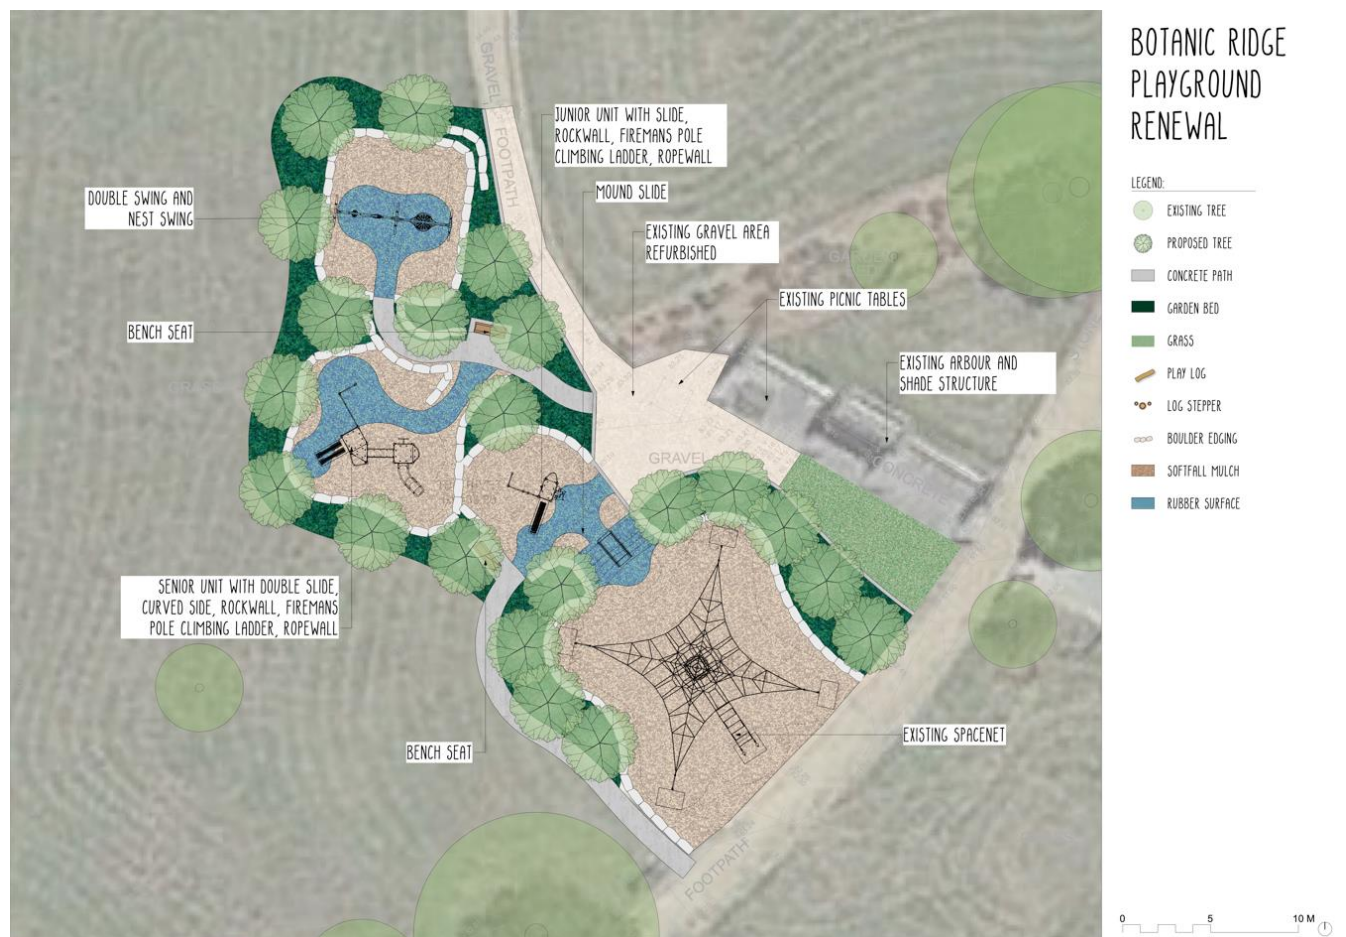 BOTANIC RIDGE
PLAYGROUND
RENEWAL
LEGEND:
EXISTING TREE
PROPOSED TREE
CONCRETE PATH
GARDEN BED
GRASS
PLAY LOG
LOG STEPPER
BOULDER EDGING
SOFTFALL MULCH
RUBBER SURFACE
0 5 10 M
GRAVEL
FOOTPATH
JUNIOR UNIT WITH SLIDE,
ROCKWALL, FIREMANS POLE
CLIMBING LADDER, ROPEWALL
MOUND SLIDE
DOUBLE SWING AND
NEST SWING
EXISTING GRAVEL AREA
REFURBISHED
EXISTING PICNIC TABLES
BENCH SEAT
EXISTING ARBOUR AND
SHADE STRUCTURE
GRAVEL
CONCRETE
SENIOR UNIT WITH DOUBLE SLIDE,
CURVED SIDE, ROCKWALL, FIREMANS
POLE CLIMBING LADDER, ROPEWALL
BENCH SEAT
EXISTING SPACENET
FOOTPATH